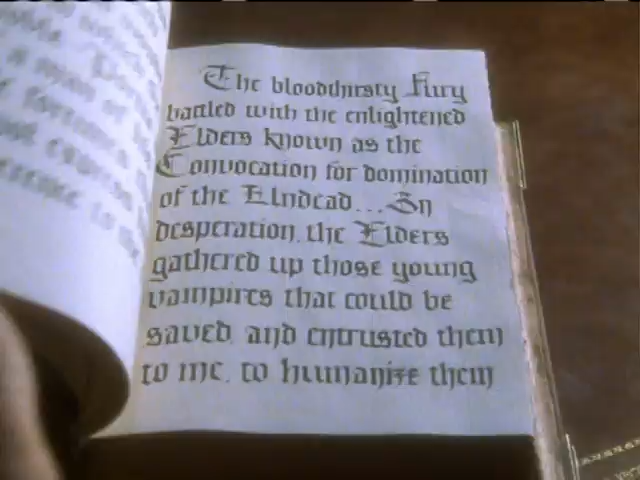 The bloodthirsty Fury
battled with the enlightened
Elders known as the
Convocation for domination
of the Undead... In
desperation, the Elders
gathered up those young
vampires that could be
saved, and entrusted them
to me, to humanize them